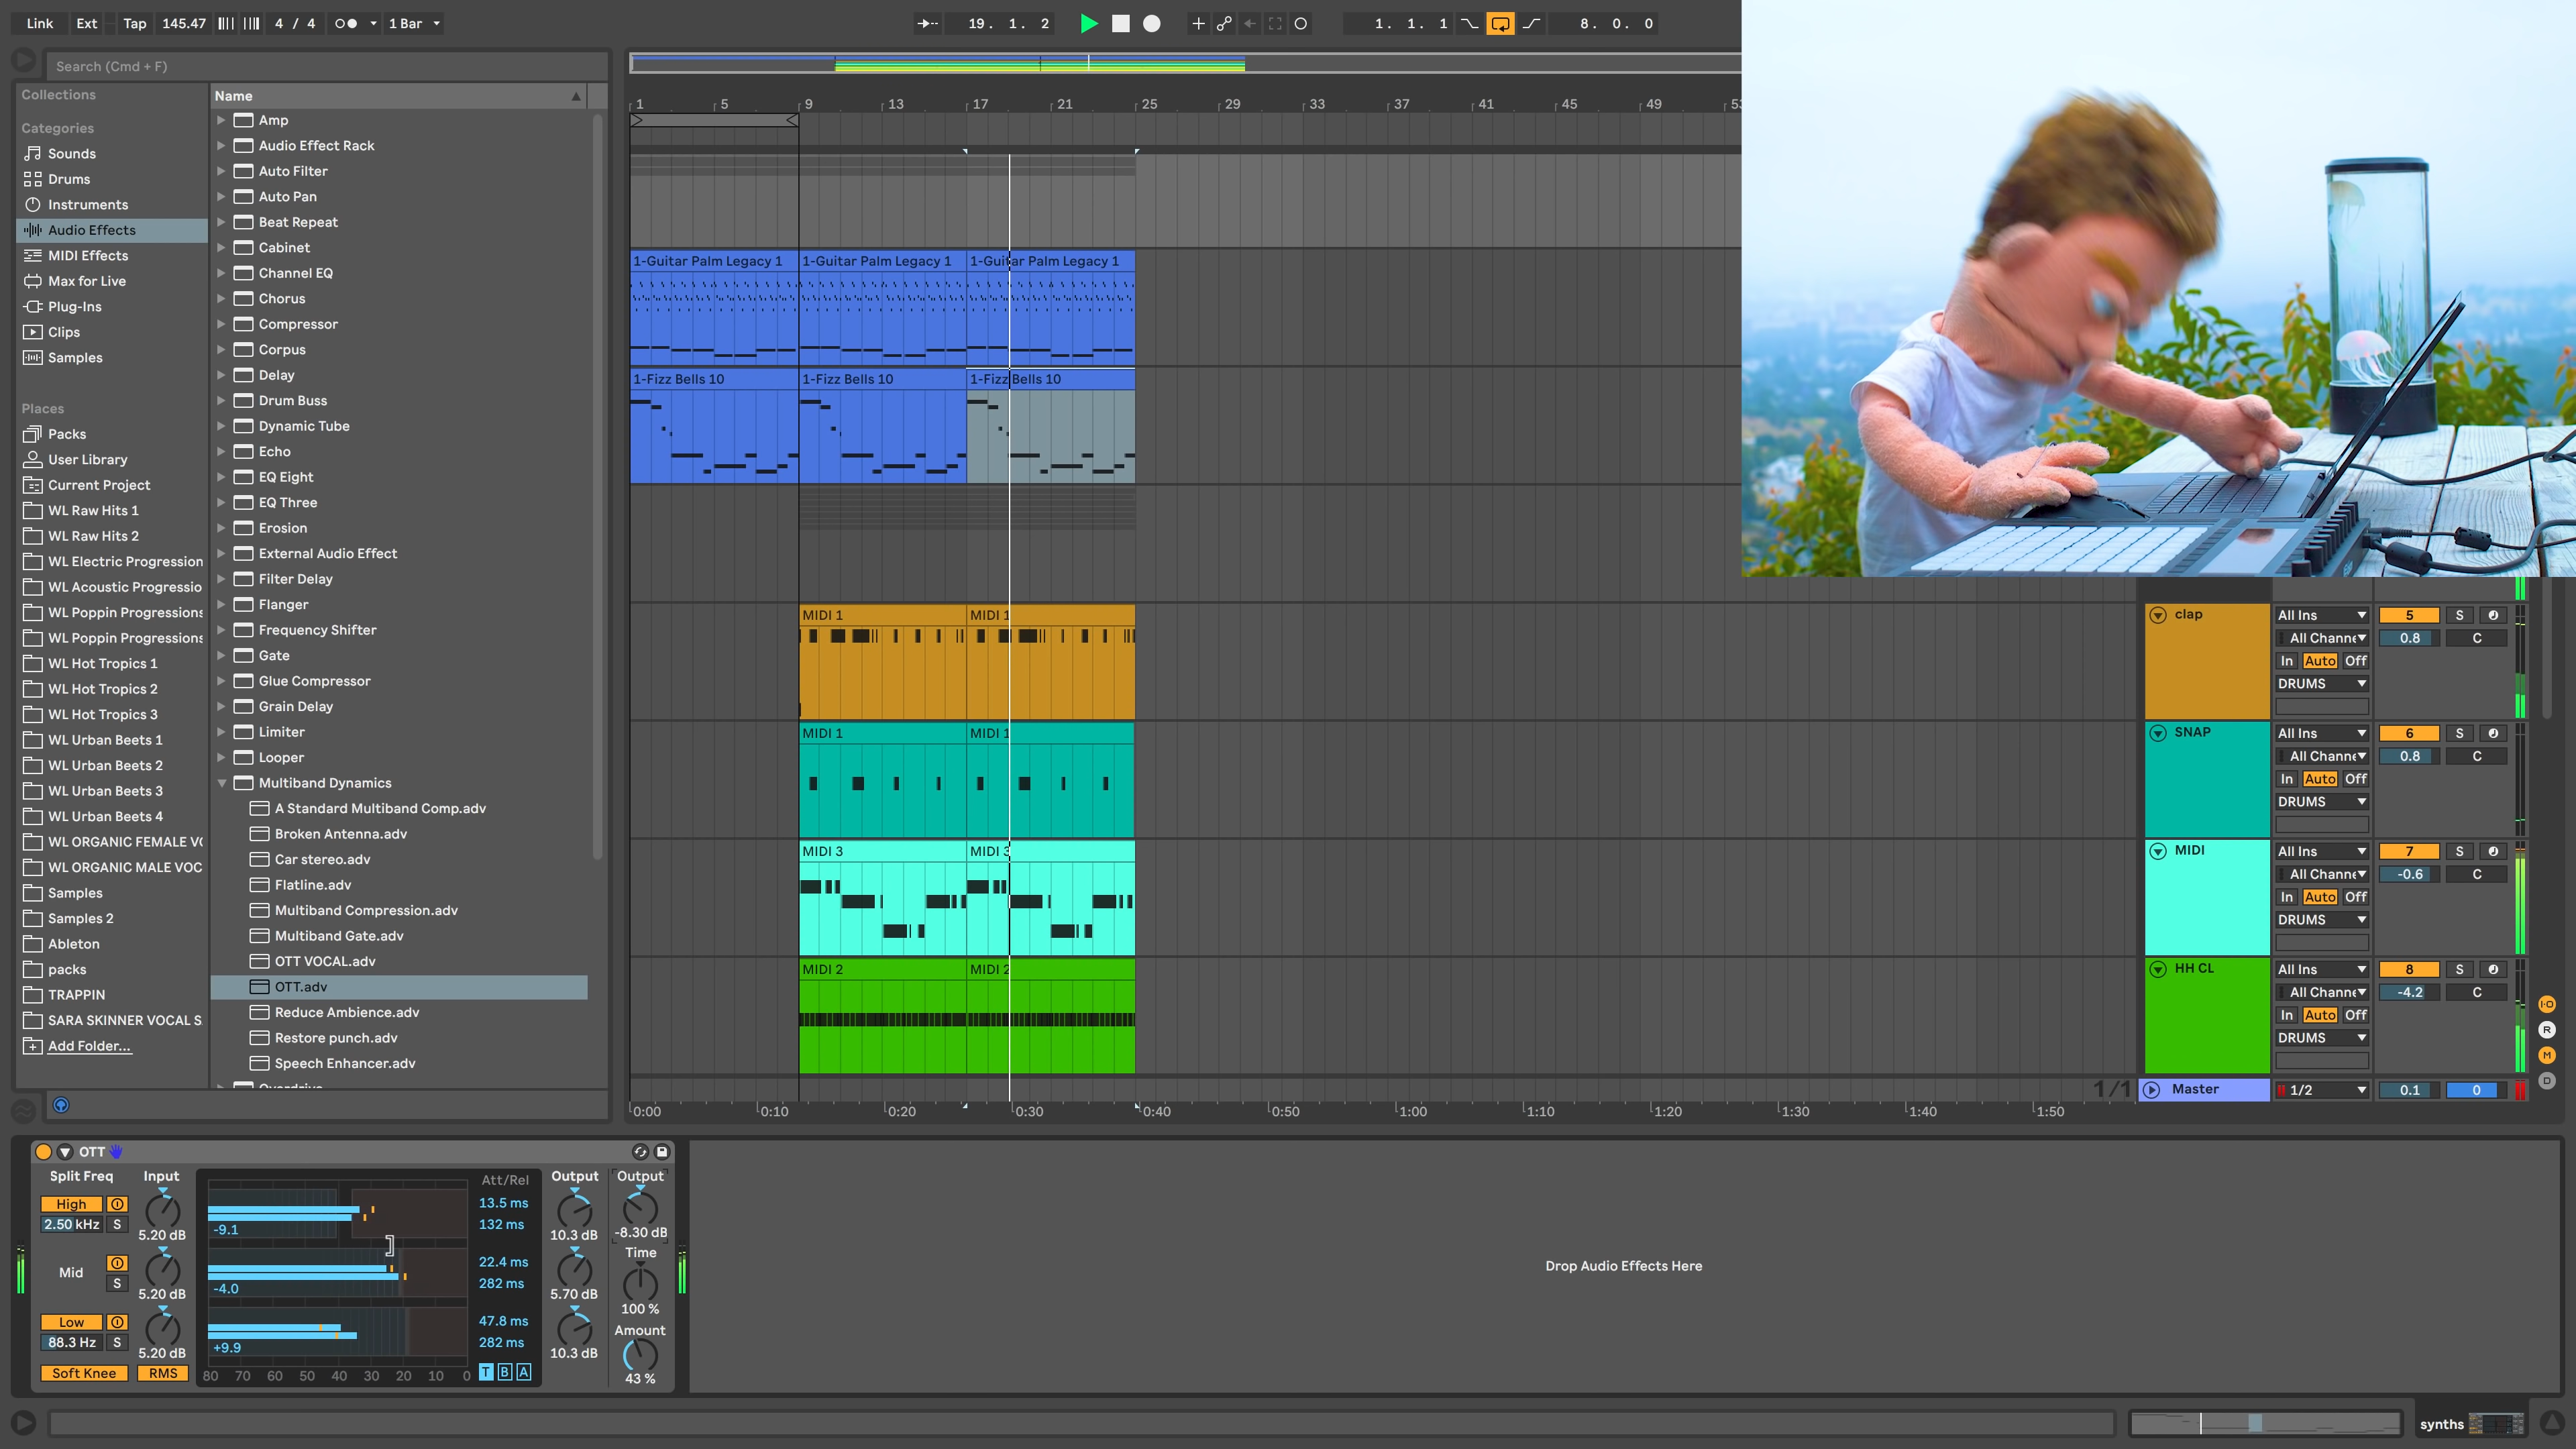 Link Ext Tap 145.47 4 / 4 1 Bar 19. 1. 2 1. 1. 1 8. 0. 0
Search (Cmd + F)
Collections
Categories
Sounds
Drums
Instruments
Audio Effects
MIDI Effects
Max for Live
Plug-Ins
Clips
Samples
Places
Packs
User Library
Current Project
WL Raw Hits 1
WL Raw Hits 2
WL Electric Progression
WL Acoustic Progressio
WL Poppin Progressions
WL Poppin Progressions
WL Hot Tropics 1
WL Hot Tropics 2
WL Hot Tropics 3
WL Urban Beets 1
WL Urban Beets 2
WL Urban Beets 3
WL Urban Beets 4
WL ORGANIC FEMALE VO
WL ORGANIC MALE VOC
Samples
Samples 2
Ableton
packs
TRAPPIN
SARA SKINNER VOCAL S
Add Folder...
Name
Amp
Audio Effect Rack
Auto Filter
Auto Pan
Beat Repeat
Cabinet
Channel EQ
Chorus
Compressor
Corpus
Delay
Drum Buss
Dynamic Tube
Echo
EQ Eight
EQ Three
Erosion
External Audio Effect
Filter Delay
Flanger
Frequency Shifter
Gate
Glue Compressor
Grain Delay
Limiter
Looper
Multiband Dynamics
A Standard Multiband Comp.adv
Broken Antenna.adv
Car stereo.adv
Flatline.adv
Multiband Compression.adv
Multiband Gate.adv
OTT VOCAL.adv
OTT.adv
Reduce Ambience.adv
Restore punch.adv
Speech Enhancer.adv
Overdrive
1 5 9 13 17 21 25 29 33 37 41 45 49 53
1-Guitar Palm Legacy 1 1-Guitar Palm Legacy 1 1-Guitar Palm Legacy 1
1-Fizz Bells 10 1-Fizz Bells 10 1-Fizz Bells 10
MIDI 1 MIDI 1
MIDI 1 MIDI 1
MIDI 3 MIDI 3
MIDI 2 MIDI 2
clap All Ins 5 S
All Channe 0.8 C
In Auto Off
DRUMS
SNAP All Ins 6 S
All Channe 0.8 C
In Auto Off
DRUMS
MIDI All Ins 7 S
All Channe -0.6 C
In Auto Off
DRUMS
HH CL All Ins 8 S
All Channe -4.2 C
In Auto Off
DRUMS
I·O
R
M
D
1/1 Master 1/2 0.1 0
0:00 0:10 0:20 0:30 0:40 0:50 1:00 1:10 1:20 1:30 1:40 1:50
OTT
Split Freq Input Att/Rel Output Output
High 13.5 ms
2.50 kHz S 5.20 dB -9.1 132 ms 10.3 dB -8.30 dB
Time
Mid 22.4 ms
S 5.20 dB -4.0 282 ms 5.70 dB 100 %
Low 47.8 ms Amount
88.3 Hz S 5.20 dB +9.9 282 ms 10.3 dB
Soft Knee RMS 80 70 60 50 40 30 20 10 0 T B A 43 %
Drop Audio Effects Here
synths